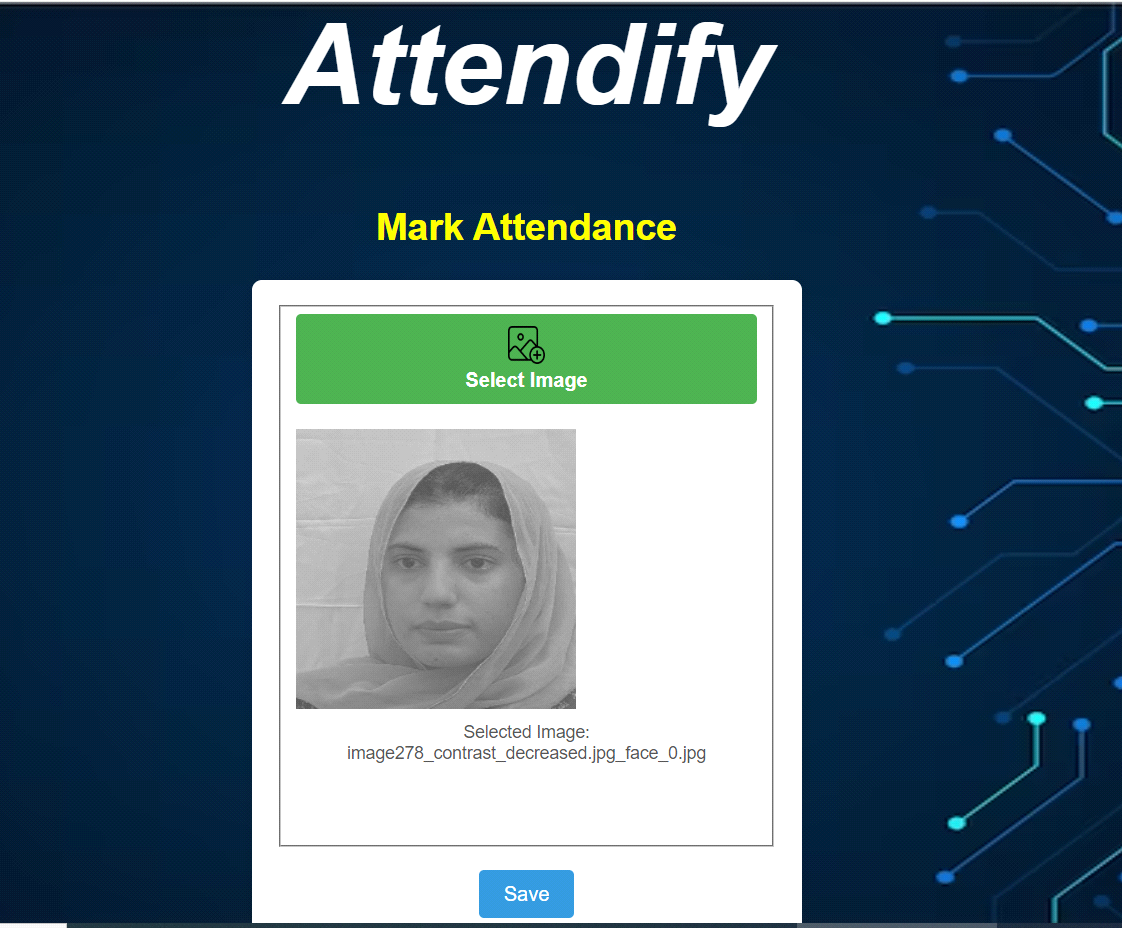 Attendify
Mark Attendance
Select Image
Selected Image:
image278_contrast_decreased.jpg_face_0.jpg
Save